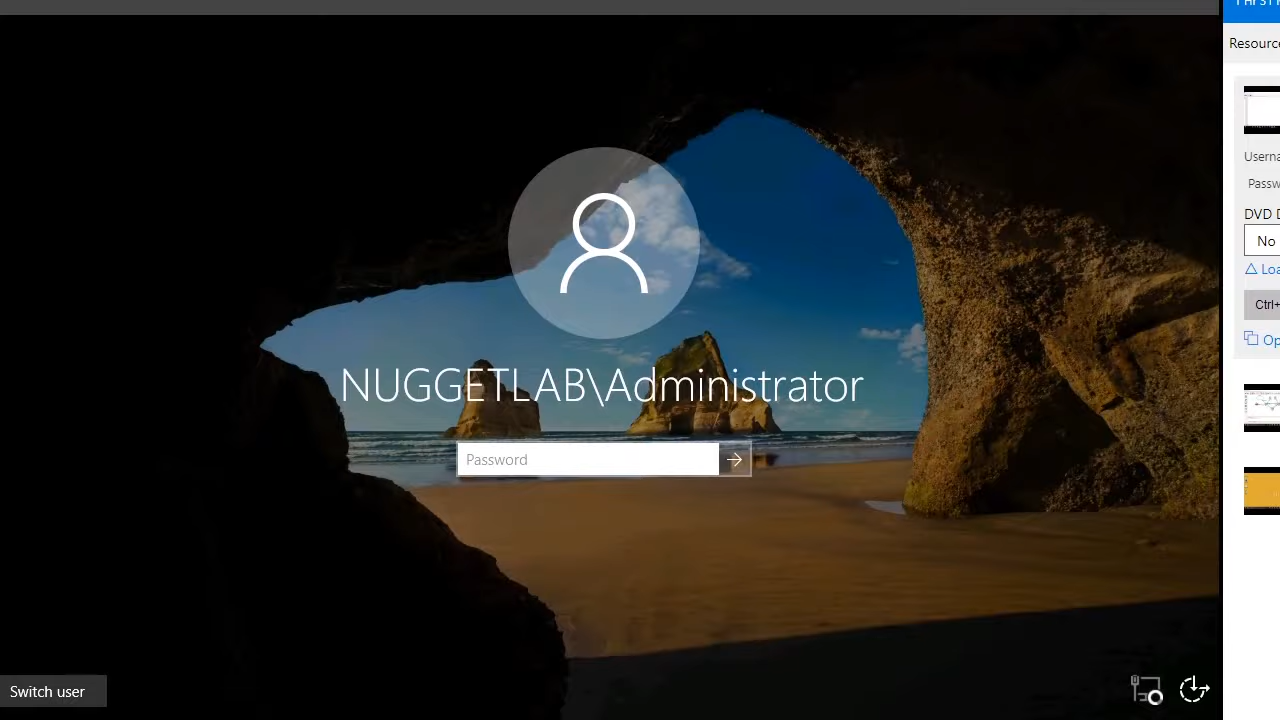 NUGGETLAB\Administrator
Password
Switch user
Resourc
Userna
Passw
DVD D
No
Loa
Ctrl+
Op